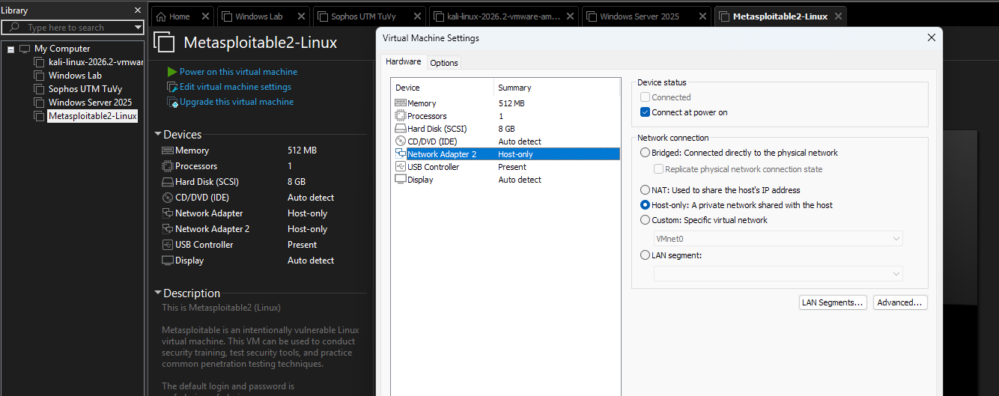 Library
Type here to search
My Computer
kali-linux-2026.2-vmwar
Windows Lab
Sophos UTM TuVy
Windows Server 2025
Metasploitable2-Linux
Home
Windows Lab
Sophos UTM TuVy
kali-linux-2026.2-vmware-am...
Windows Server 2025
Metasploitable2-Linux
Metasploitable2-Linux
Power on this virtual machine
Edit virtual machine settings
Upgrade this virtual machine
Devices
Memory 512 MB
Processors 1
Hard Disk (SCSI) 8 GB
CD/DVD (IDE) Auto detect
Network Adapter Host-only
Network Adapter 2 Host-only
USB Controller Present
Display Auto detect
Description
This is Metasploitable2 (Linux)
Metasploitable is an intentionally vulnerable Linux
virtual machine. This VM can be used to conduct
security training, test security tools, and practice
common penetration testing techniques.
The default login and password is
Virtual Machine Settings
Hardware
Options
Device Summary
Memory 512 MB
Processors 1
Hard Disk (SCSI) 8 GB
CD/DVD (IDE) Auto detect
Network Adapter 2 Host-only
USB Controller Present
Display Auto detect
Device status
Connected
Connect at power on
Network connection
Bridged: Connected directly to the physical network
Replicate physical network connection state
NAT: Used to share the host's IP address
Host-only: A private network shared with the host
Custom: Specific virtual network
VMnet0
LAN segment:
LAN Segments...
Advanced...